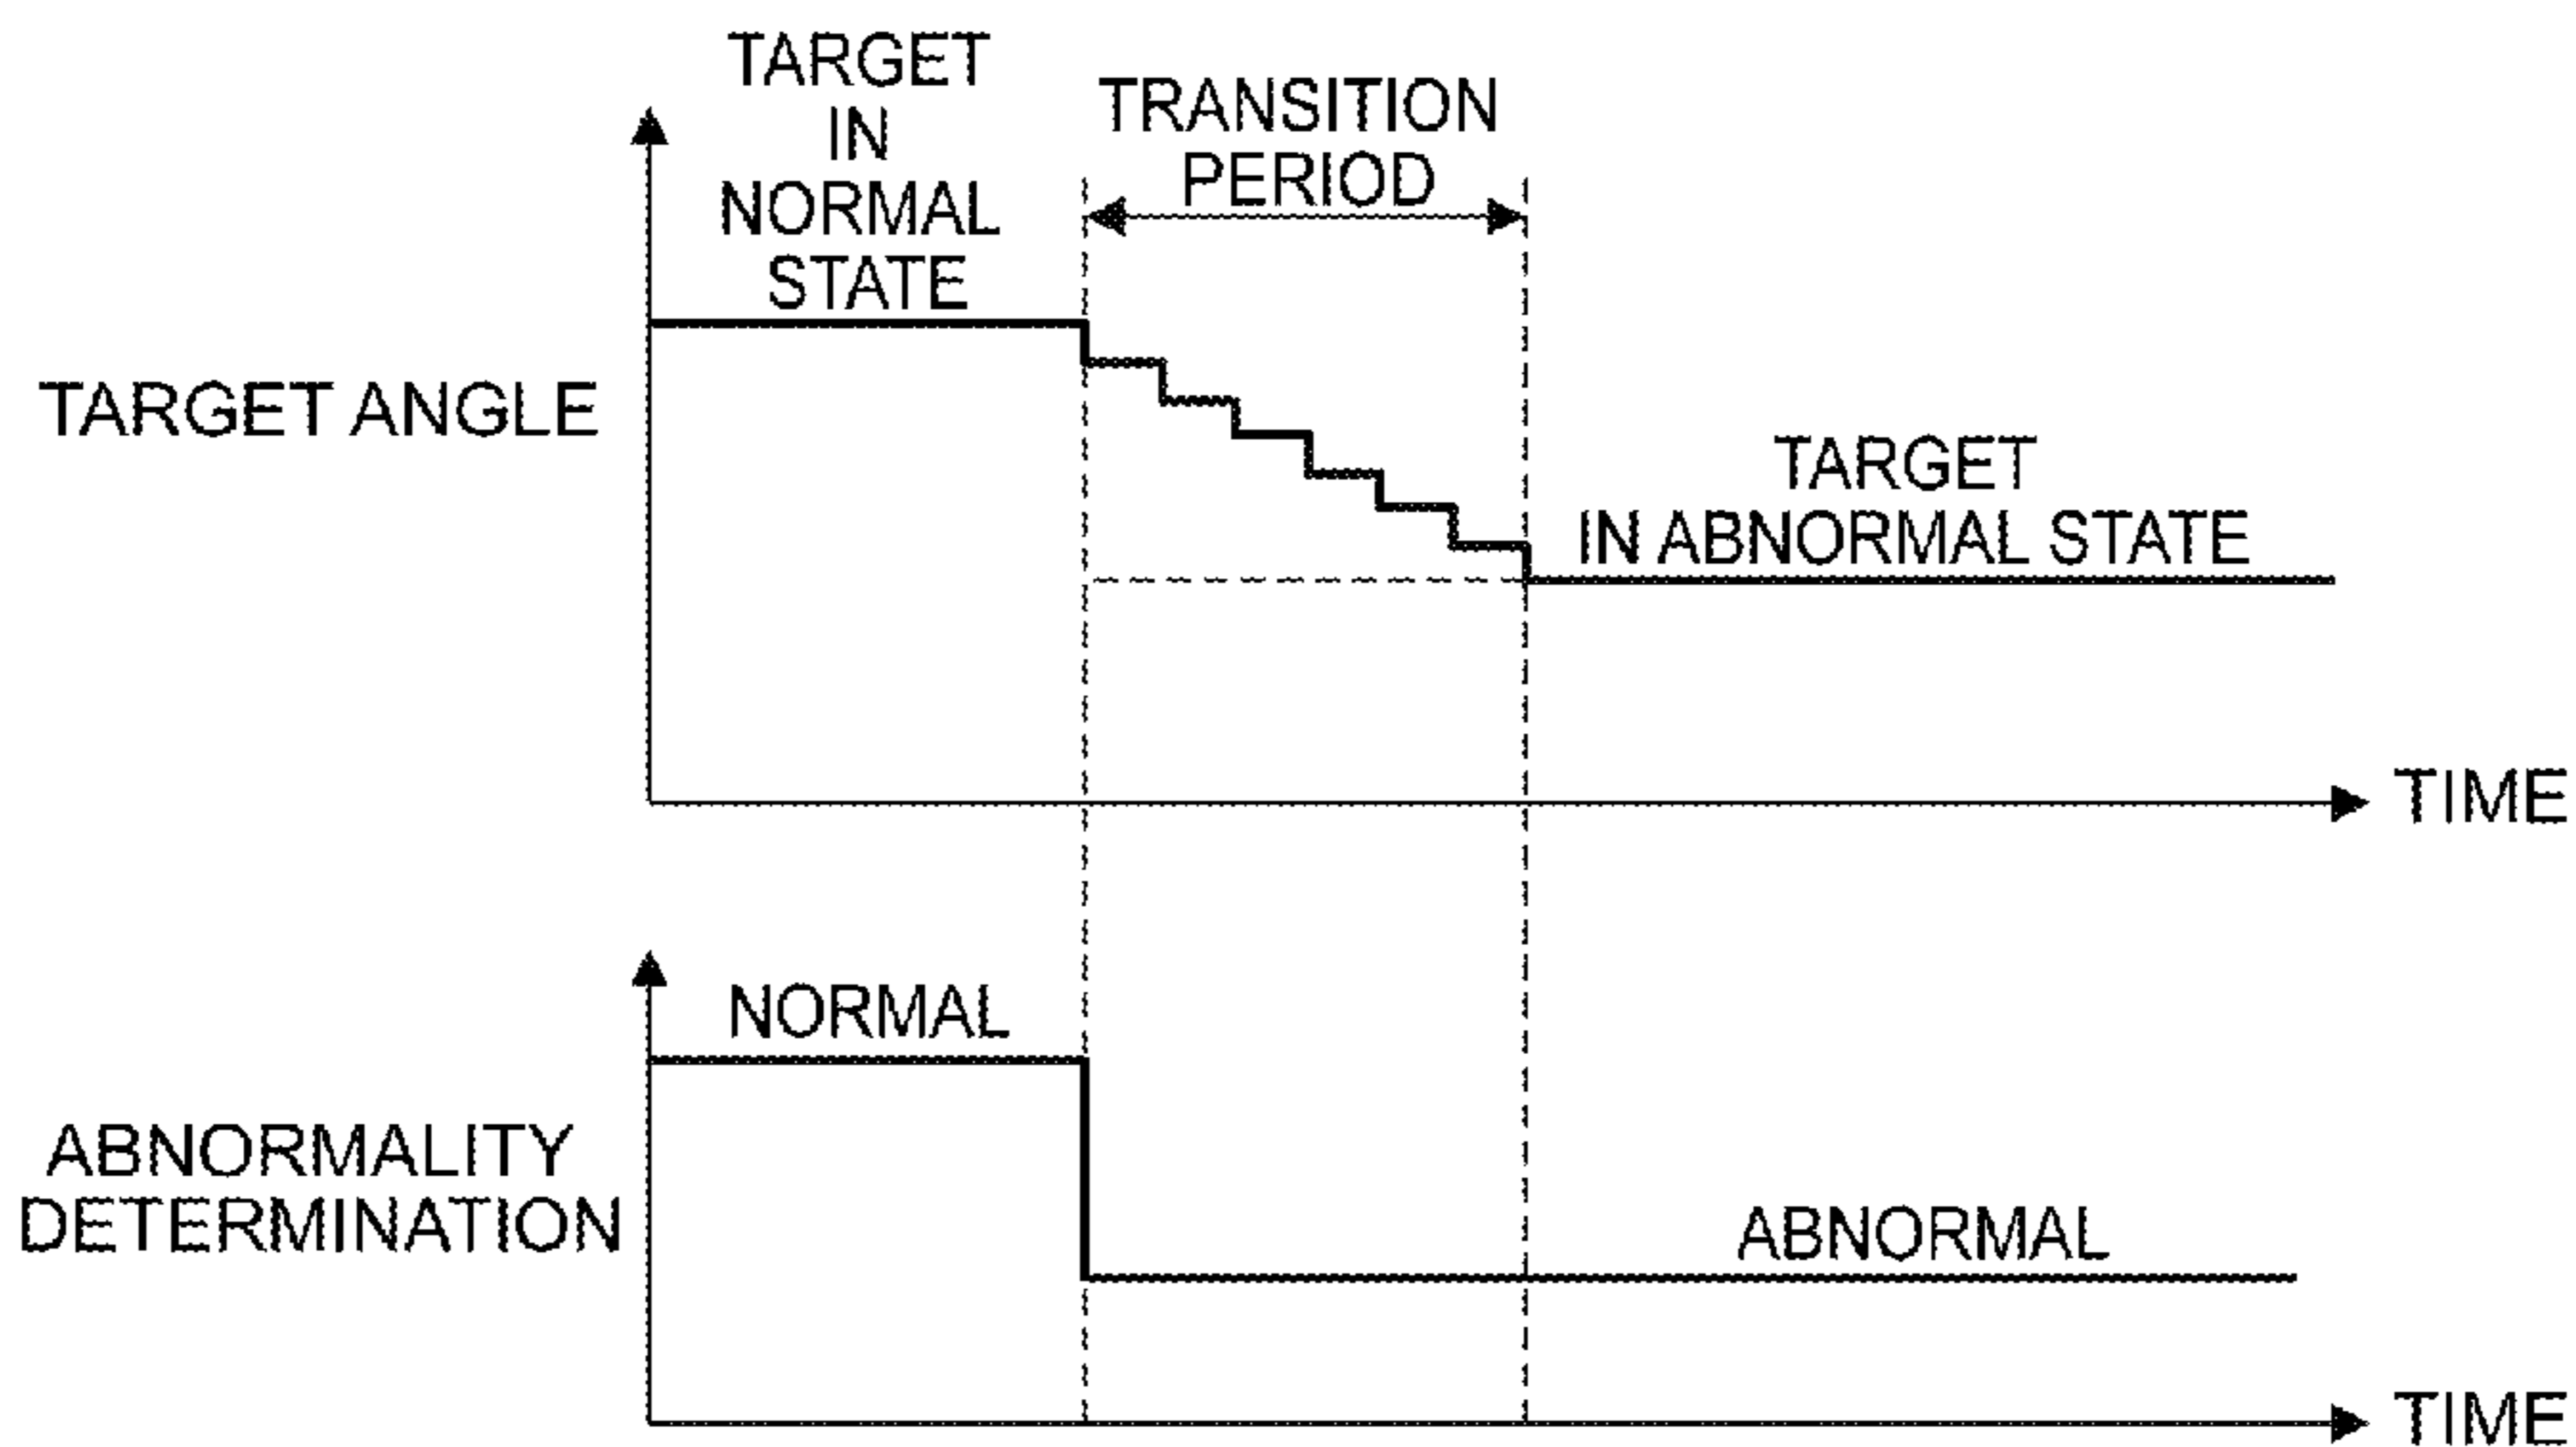 TARGET
IN
NORMAL
STATE
TRANSITION
PERIOD
TARGET ANGLE
TARGET
IN ABNORMAL STATE
TIME
NORMAL
ABNORMALITY
DETERMINATION
ABNORMAL
TIME